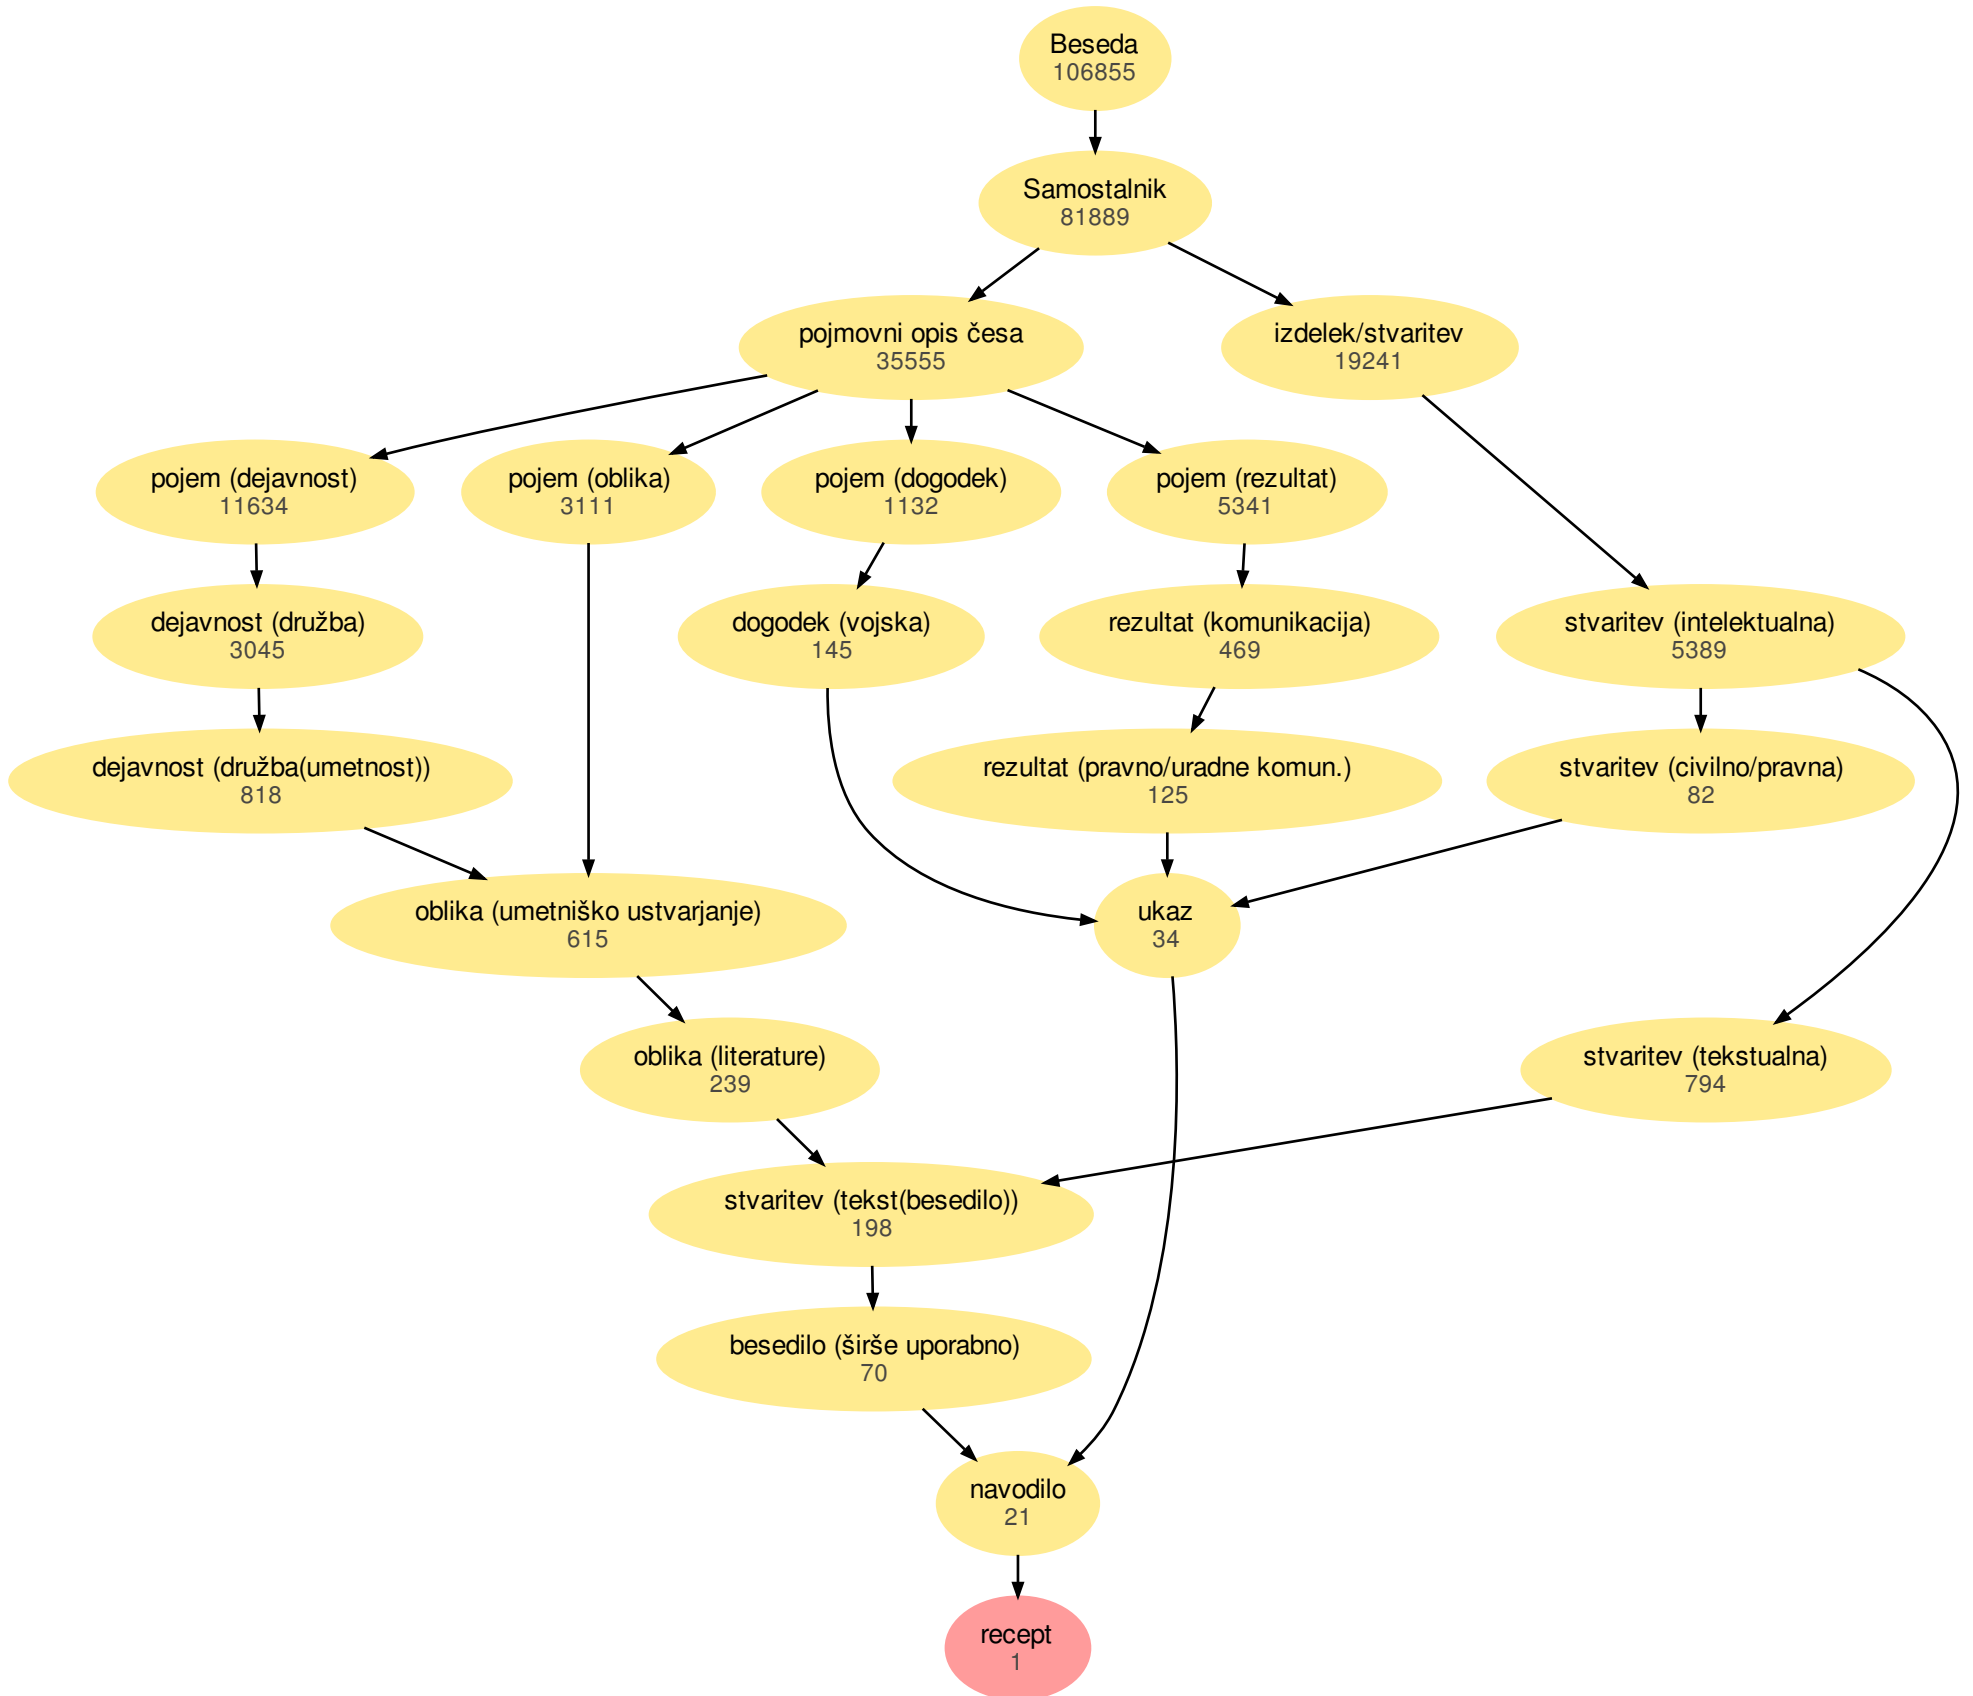 Beseda
106855
Samostalnik
81889
pojmovni opis česa
35555
izdelek/stvaritev
19241
pojem (dejavnost)
11634
pojem (oblika)
3111
pojem (dogodek)
1132
pojem (rezultat)
5341
dejavnost (družba)
3045
dogodek (vojska)
145
rezultat (komunikacija)
469
stvaritev (intelektualna)
5389
dejavnost (družba(umetnost))
818
rezultat (pravno/uradne komun.)
125
stvaritev (civilno/pravna)
82
oblika (umetniško ustvarjanje)
615
ukaz
34
oblika (literature)
239
stvaritev (tekstualna)
794
stvaritev (tekst(besedilo))
198
besedilo (širše uporabno)
70
navodilo
21
recept
1